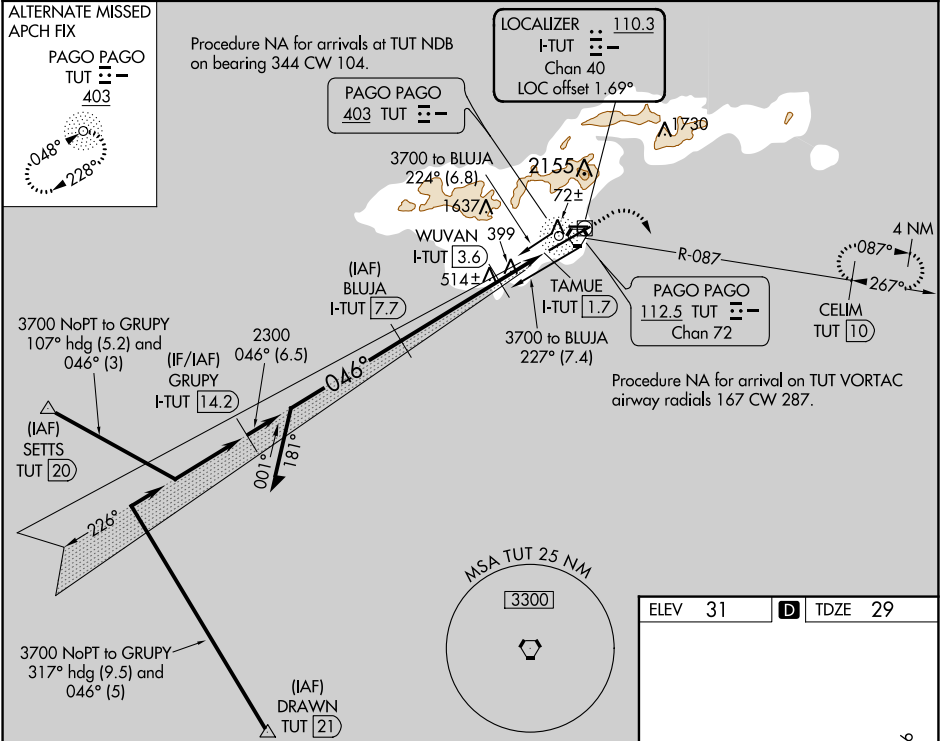 ALTERNATE MISSED
APCH FIX
PAGO PAGO
TUT
403
048°
228°
Procedure NA for arrivals at TUT NDB
on bearing 344 CW 104.
LOCALIZER 110.3
I-TUT
Chan 40
LOC offset 1.69°
PAGO PAGO
403 TUT
1730
3700 to BLUJA
224° (6.8)
2155
72±
1637
WUVAN
I-TUT 3.6
399
514±
4 NM
087°
267°
R-087
CELIM
TUT 10
(IAF)
BLUJA
I-TUT 7.7
TAMUE
I-TUT 1.7
PAGO PAGO
112.5 TUT
Chan 72
3700 to BLUJA
227° (7.4)
3700 NoPT to GRUPY
107° hdg (5.2) and
046° (3)
2300
046° (6.5)
(IF/IAF)
GRUPY
I-TUT 14.2
046°
Procedure NA for arrival on TUT VORTAC
airway radials 167 CW 287.
(IAF)
SETTS
TUT 20
001°
181°
226°
MSA TUT 25 NM
3300
3700 NoPT to GRUPY
317° hdg (9.5) and
046° (5)
(IAF)
DRAWN
TUT 21
ELEV 31 D TDZE 29